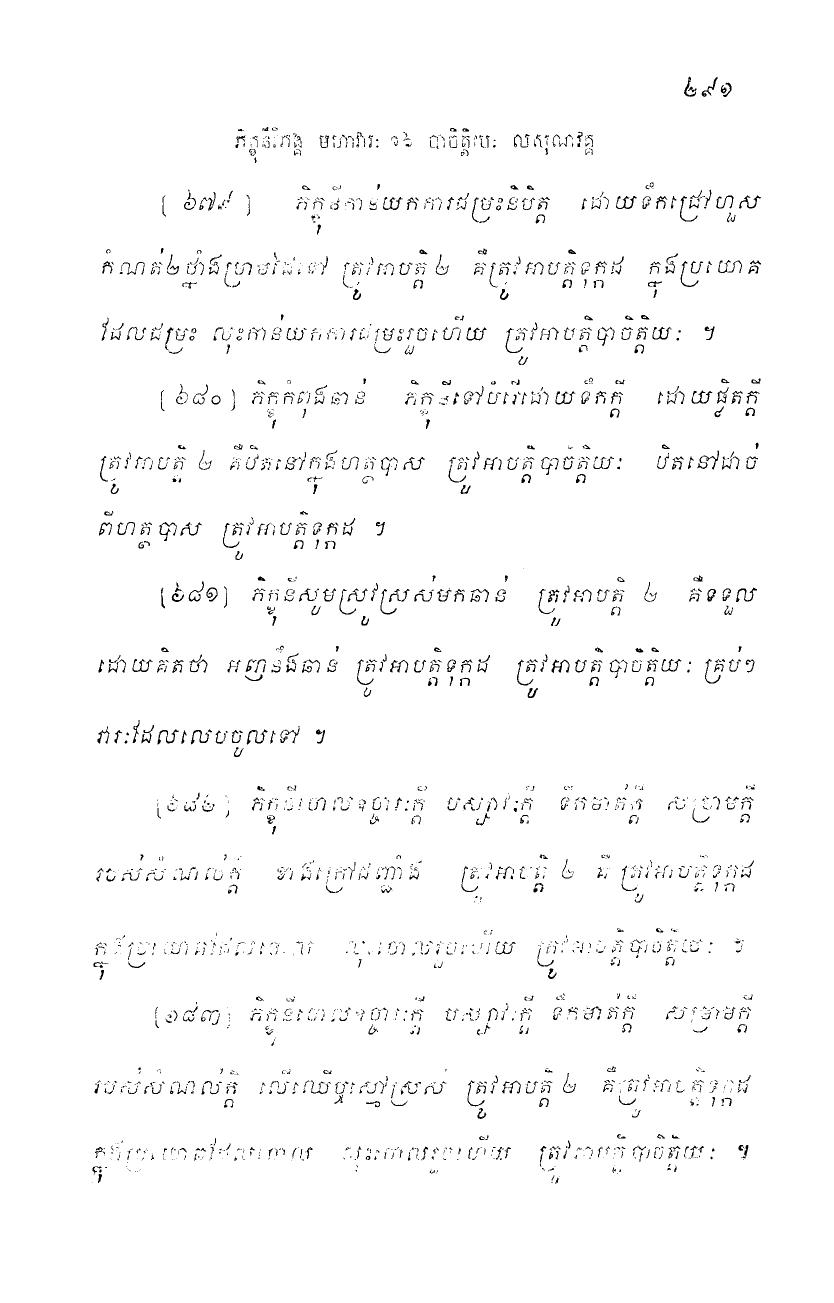 ២៩១
ភិក្ខុនីវិភង្គ មហាវារៈ ១៦ បាចិត្តិយៈ លសុណវគ្គ
[ ៦៧៩ ] ភិក្ខុនីកាន់យកការជម្រះនិបិត្ត ដោយទឹកជ្រៅហួស
កំណត់២ថ្នាំងម្រាមដៃទៅ ត្រូវអាបត្តិ ២ គឺត្រូវអាបត្តិទុក្កដ ក្នុងប្រយោគ
ដែលជម្រះ លុះកាន់យកការជម្រះរួចហើយ ត្រូវអាបត្តិបាចិត្តិយៈ ។
[ ៦៨០ ] ភិក្ខុកំពុងឆាន់ ភិក្ខុនីទៅបំរើដោយទឹកក្តី ដោយផ្លិតក្តី
ត្រូវអាបត្តិ ២ គឺឋិតនៅក្នុងហត្ថបាស ត្រូវអាបត្តិបាចិត្តិយៈ ឋិតនៅដាច់
ពីហត្ថបាស ត្រូវអាបត្តិទុក្កដ ។
[៦៨១] ភិក្ខុនីសូមស្រូវស្រស់មកឆាន់ ត្រូវអាបត្តិ ២ គឺទទួល
ដោយគិតថា អញនឹងឆាន់ ត្រូវអាបត្តិទុក្កដ ត្រូវអាបត្តិបាចិត្តិយៈ គ្រប់ៗ
វារៈដែលលេបចូលទៅ ។
[៦៨២] ភិក្ខុនីចោលឧច្ចារៈក្តី បស្សាវៈក្តី ទឹកមាត់ក្តី សម្រាមក្តី
របស់សំណល់ក្តី ខាងក្រៅជញ្ជាំង ត្រូវអាបត្តិ ២ គឺ ត្រូវអាបត្តិទុក្កដ
ក្នុងប្រយោគដែលចោល លុះចោលរួចហើយ ត្រូវអាបត្តិបាចិត្តិយៈ ។
[៦៨៣] ភិក្ខុនីចោលឧច្ចារៈក្តី បស្សាវៈក្តី ទឹកមាត់ក្តី សម្រាមក្តី
របស់សំណល់ក្តី លើឈើឬស្មៅស្រស់ ត្រូវអាបត្តិ ២ គឺត្រូវអាបត្តិទុក្កដ
ក្នុងប្រយោគដែលចោល លុះចោលរួចហើយ ត្រូវអាបត្តិបាចិត្តិយៈ ។